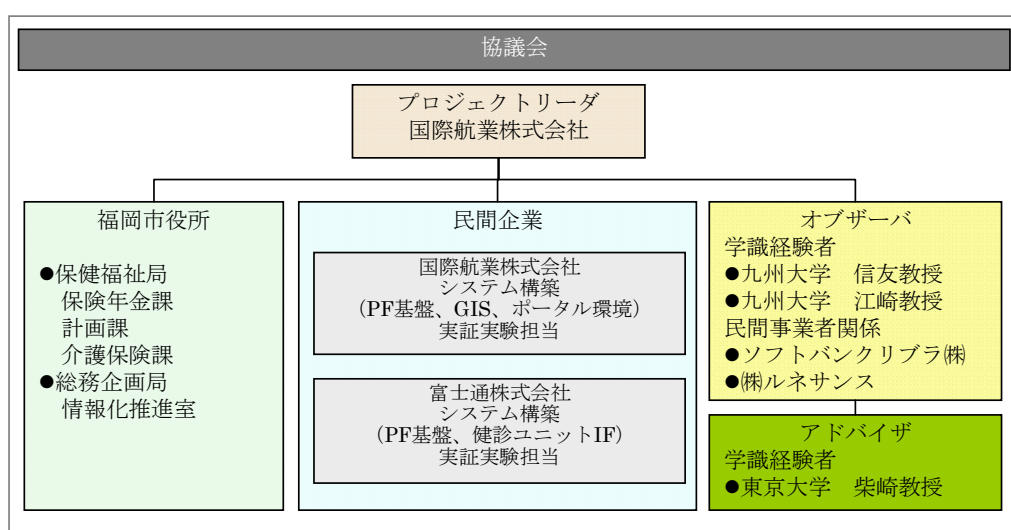 協議会
プロジェクトリーダ
国際航業株式会社
福岡市役所
●保健福祉局
保険年金課
計画課
介護保険課
●総務企画局
情報化推進室
民間企業
国際航業株式会社
システム構築
(PF基盤、GIS、ポータル環境)
実証実験担当
富士通株式会社
システム構築
(PF基盤、健診ユニットIF)
実証実験担当
オブザーバ
学識経験者
●九州大学　信友教授
●九州大学　江崎教授
民間事業者関係
●ソフトバンクリブラ㈱
●㈱ルネサンス
アドバイザ
学識経験者
●東京大学　柴崎教授